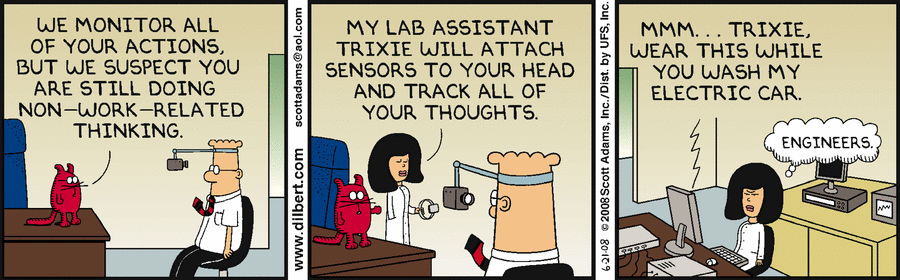 WE MONITOR ALL
OF YOUR ACTIONS,
BUT WE SUSPECT YOU
ARE STILL DOING
NON-WORK-RELATED
THINKING.
www.dilbert.com
scottadams@aol.com
MY LAB ASSISTANT
TRIXIE WILL ATTACH
SENSORS TO YOUR HEAD
AND TRACK ALL OF
YOUR THOUGHTS.
6-21-08 ©2008 Scott Adams, Inc./Dist. by UFS, Inc.
MMM... TRIXIE,
WEAR THIS WHILE
YOU WASH MY
ELECTRIC CAR.
ENGINEERS.